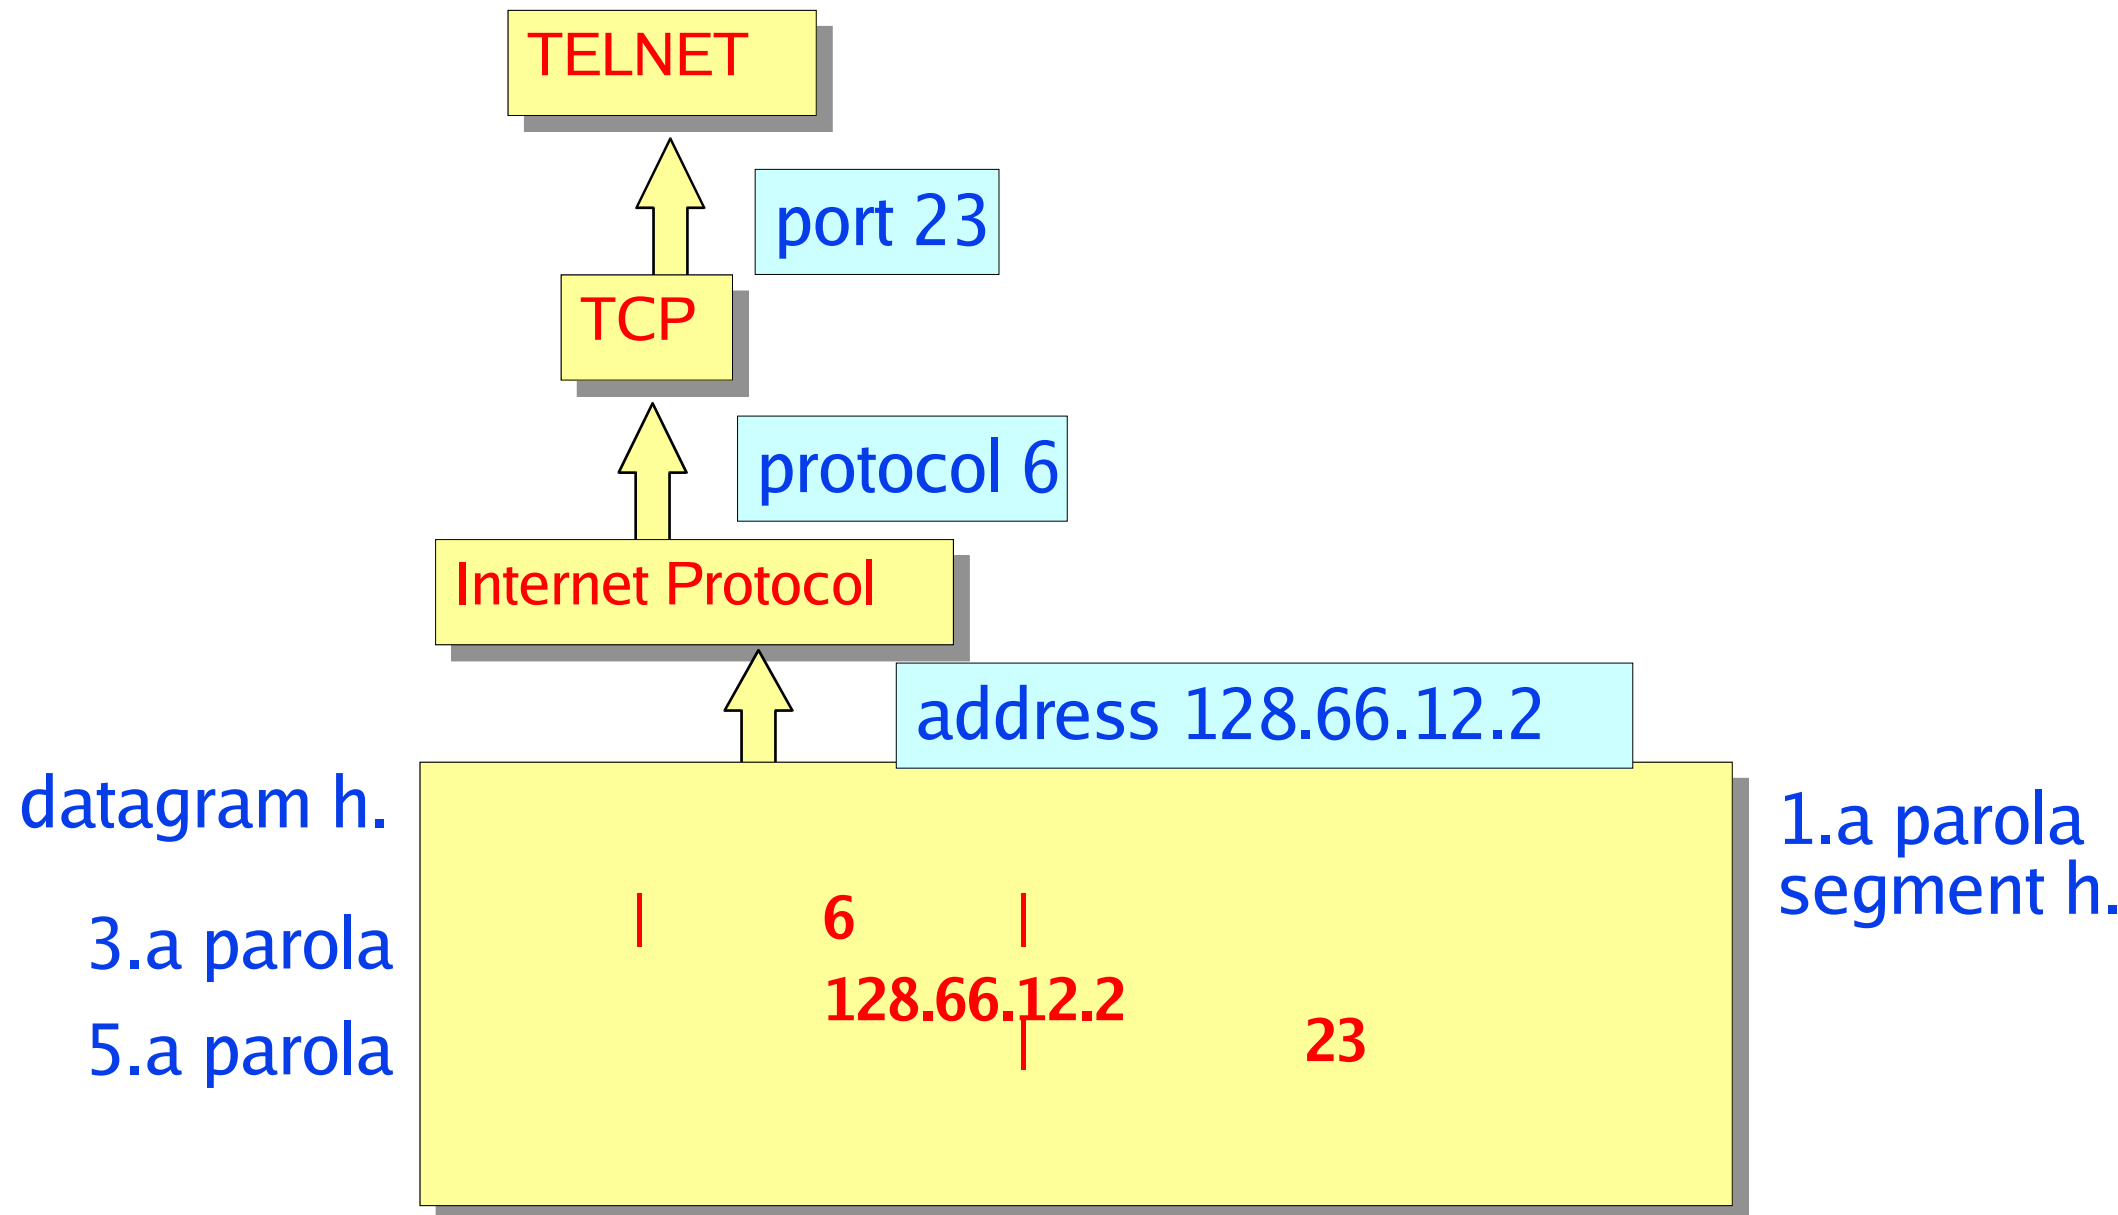 TELNET
port 23
TCP
protocol 6
Internet Protocol
address 128.66.12.2
datagram h.
1.a parola
segment h.
3.a parola
| 6 |
128.66.12.2
5.a parola
| 23